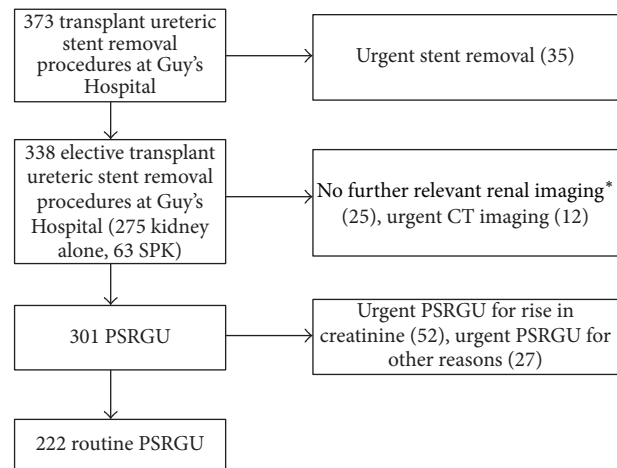 373 transplant ureteric
stent removal
procedures at Guy's
Hospital
Urgent stent removal (35)
338 elective transplant
ureteric stent removal
procedures at Guy's
Hospital (275 kidney
alone, 63 SPK)
No further relevant renal imaging*
(25), urgent CT imaging (12)
301 PSRGU
Urgent PSRGU for rise in
creatinine (52), urgent PSRGU for
other reasons (27)
222 routine PSRGU